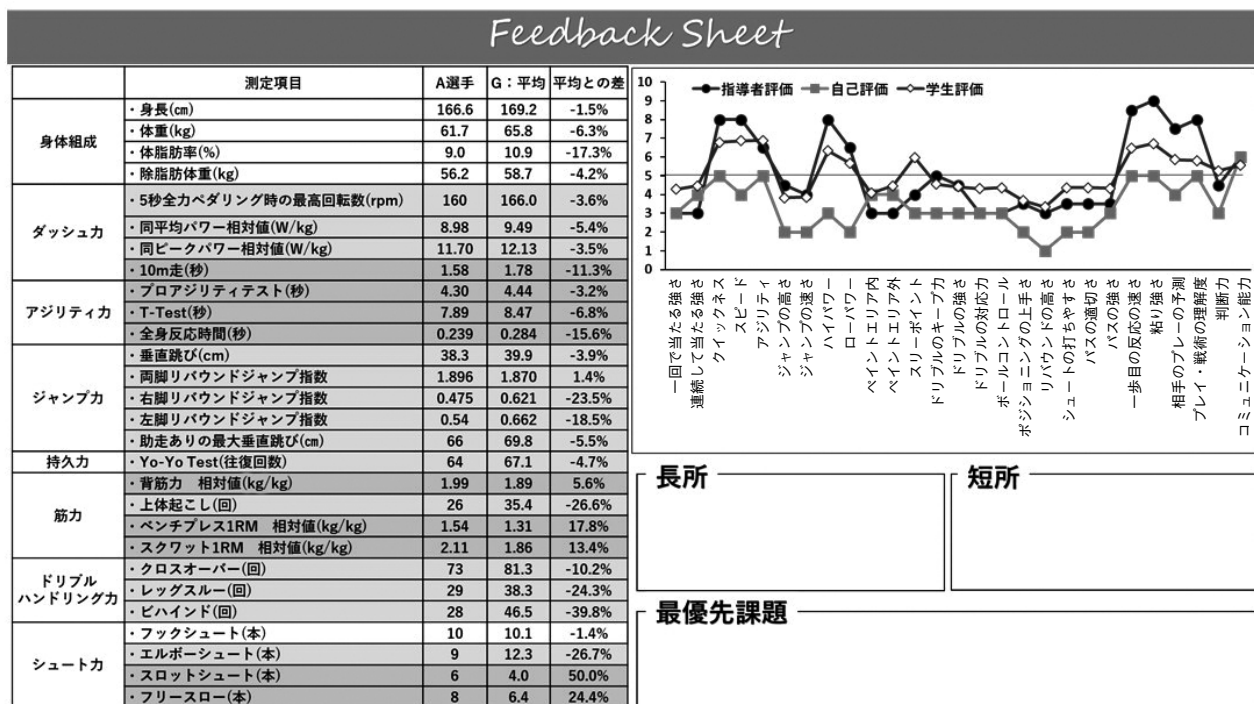 Feedback Sheet
測定項目 A選手 G：平均 平均との差
身体組成
・身長(㎝) 166.6 169.2 -1.5%
・体重(kg) 61.7 65.8 -6.3%
・体脂肪率(%) 9.0 10.9 -17.3%
・除脂肪体重(kg) 56.2 58.7 -4.2%
ダッシュ力
・5秒全力ペダリング時の最高回転数(rpm) 160 166.0 -3.6%
・同平均パワー相対値(W/kg) 8.98 9.49 -5.4%
・同ピークパワー相対値(W/kg) 11.70 12.13 -3.5%
・10m走(秒) 1.58 1.78 -11.3%
アジリティ力
・プロアジリティテスト(秒) 4.30 4.44 -3.2%
・T-Test(秒) 7.89 8.47 -6.8%
・全身反応時間(秒) 0.239 0.284 -15.6%
ジャンプ力
・垂直跳び(cm) 38.3 39.9 -3.9%
・両脚リバウンドジャンプ指数 1.896 1.870 1.4%
・右脚リバウンドジャンプ指数 0.475 0.621 -23.5%
・左脚リバウンドジャンプ指数 0.54 0.662 -18.5%
・助走ありの最大垂直跳び(㎝) 66 69.8 -5.5%
持久力
・Yo-Yo Test(往復回数) 64 67.1 -4.7%
筋力
・背筋力　相対値(kg/kg) 1.99 1.89 5.6%
・上体起こし(回) 26 35.4 -26.6%
・ベンチプレス1RM　相対値(kg/kg) 1.54 1.31 17.8%
・スクワット1RM　相対値(kg/kg) 2.11 1.86 13.4%
ドリブル
ハンドリング力
・クロスオーバー(回) 73 81.3 -10.2%
・レッグスルー(回) 29 38.3 -24.3%
・ビハインド(回) 28 46.5 -39.8%
シュート力
・フックシュート(本) 10 10.1 -1.4%
・エルボーシュート(本) 9 12.3 -26.7%
・スロットシュート(本) 6 4.0 50.0%
・フリースロー(本) 8 6.4 24.4%
指導者評価 自己評価 学生評価
10
9
8
7
6
5
4
3
2
1
0
一回で当たる強さ
連続して当たる強さ
クイックネス
スピード
アジリティ
ジャンプの高さ
ジャンプの速さ
ハイパワー
ローパワー
ペイントエリア内
ペイントエリア外
スリーポイント
ドリブルのキープ力
ドリブルの強さ
ドリブルの対応力
ボールコントロール
ポジショニングの上手さ
リバウンドの高さ
シュートの打ちやすさ
パスの適切さ
パスの強さ
一歩目の反応の速さ
粘り強さ
相手のプレーの予測
プレイ・戦術の理解度
判断力
コミュニケーション能力
長所
短所
最優先課題